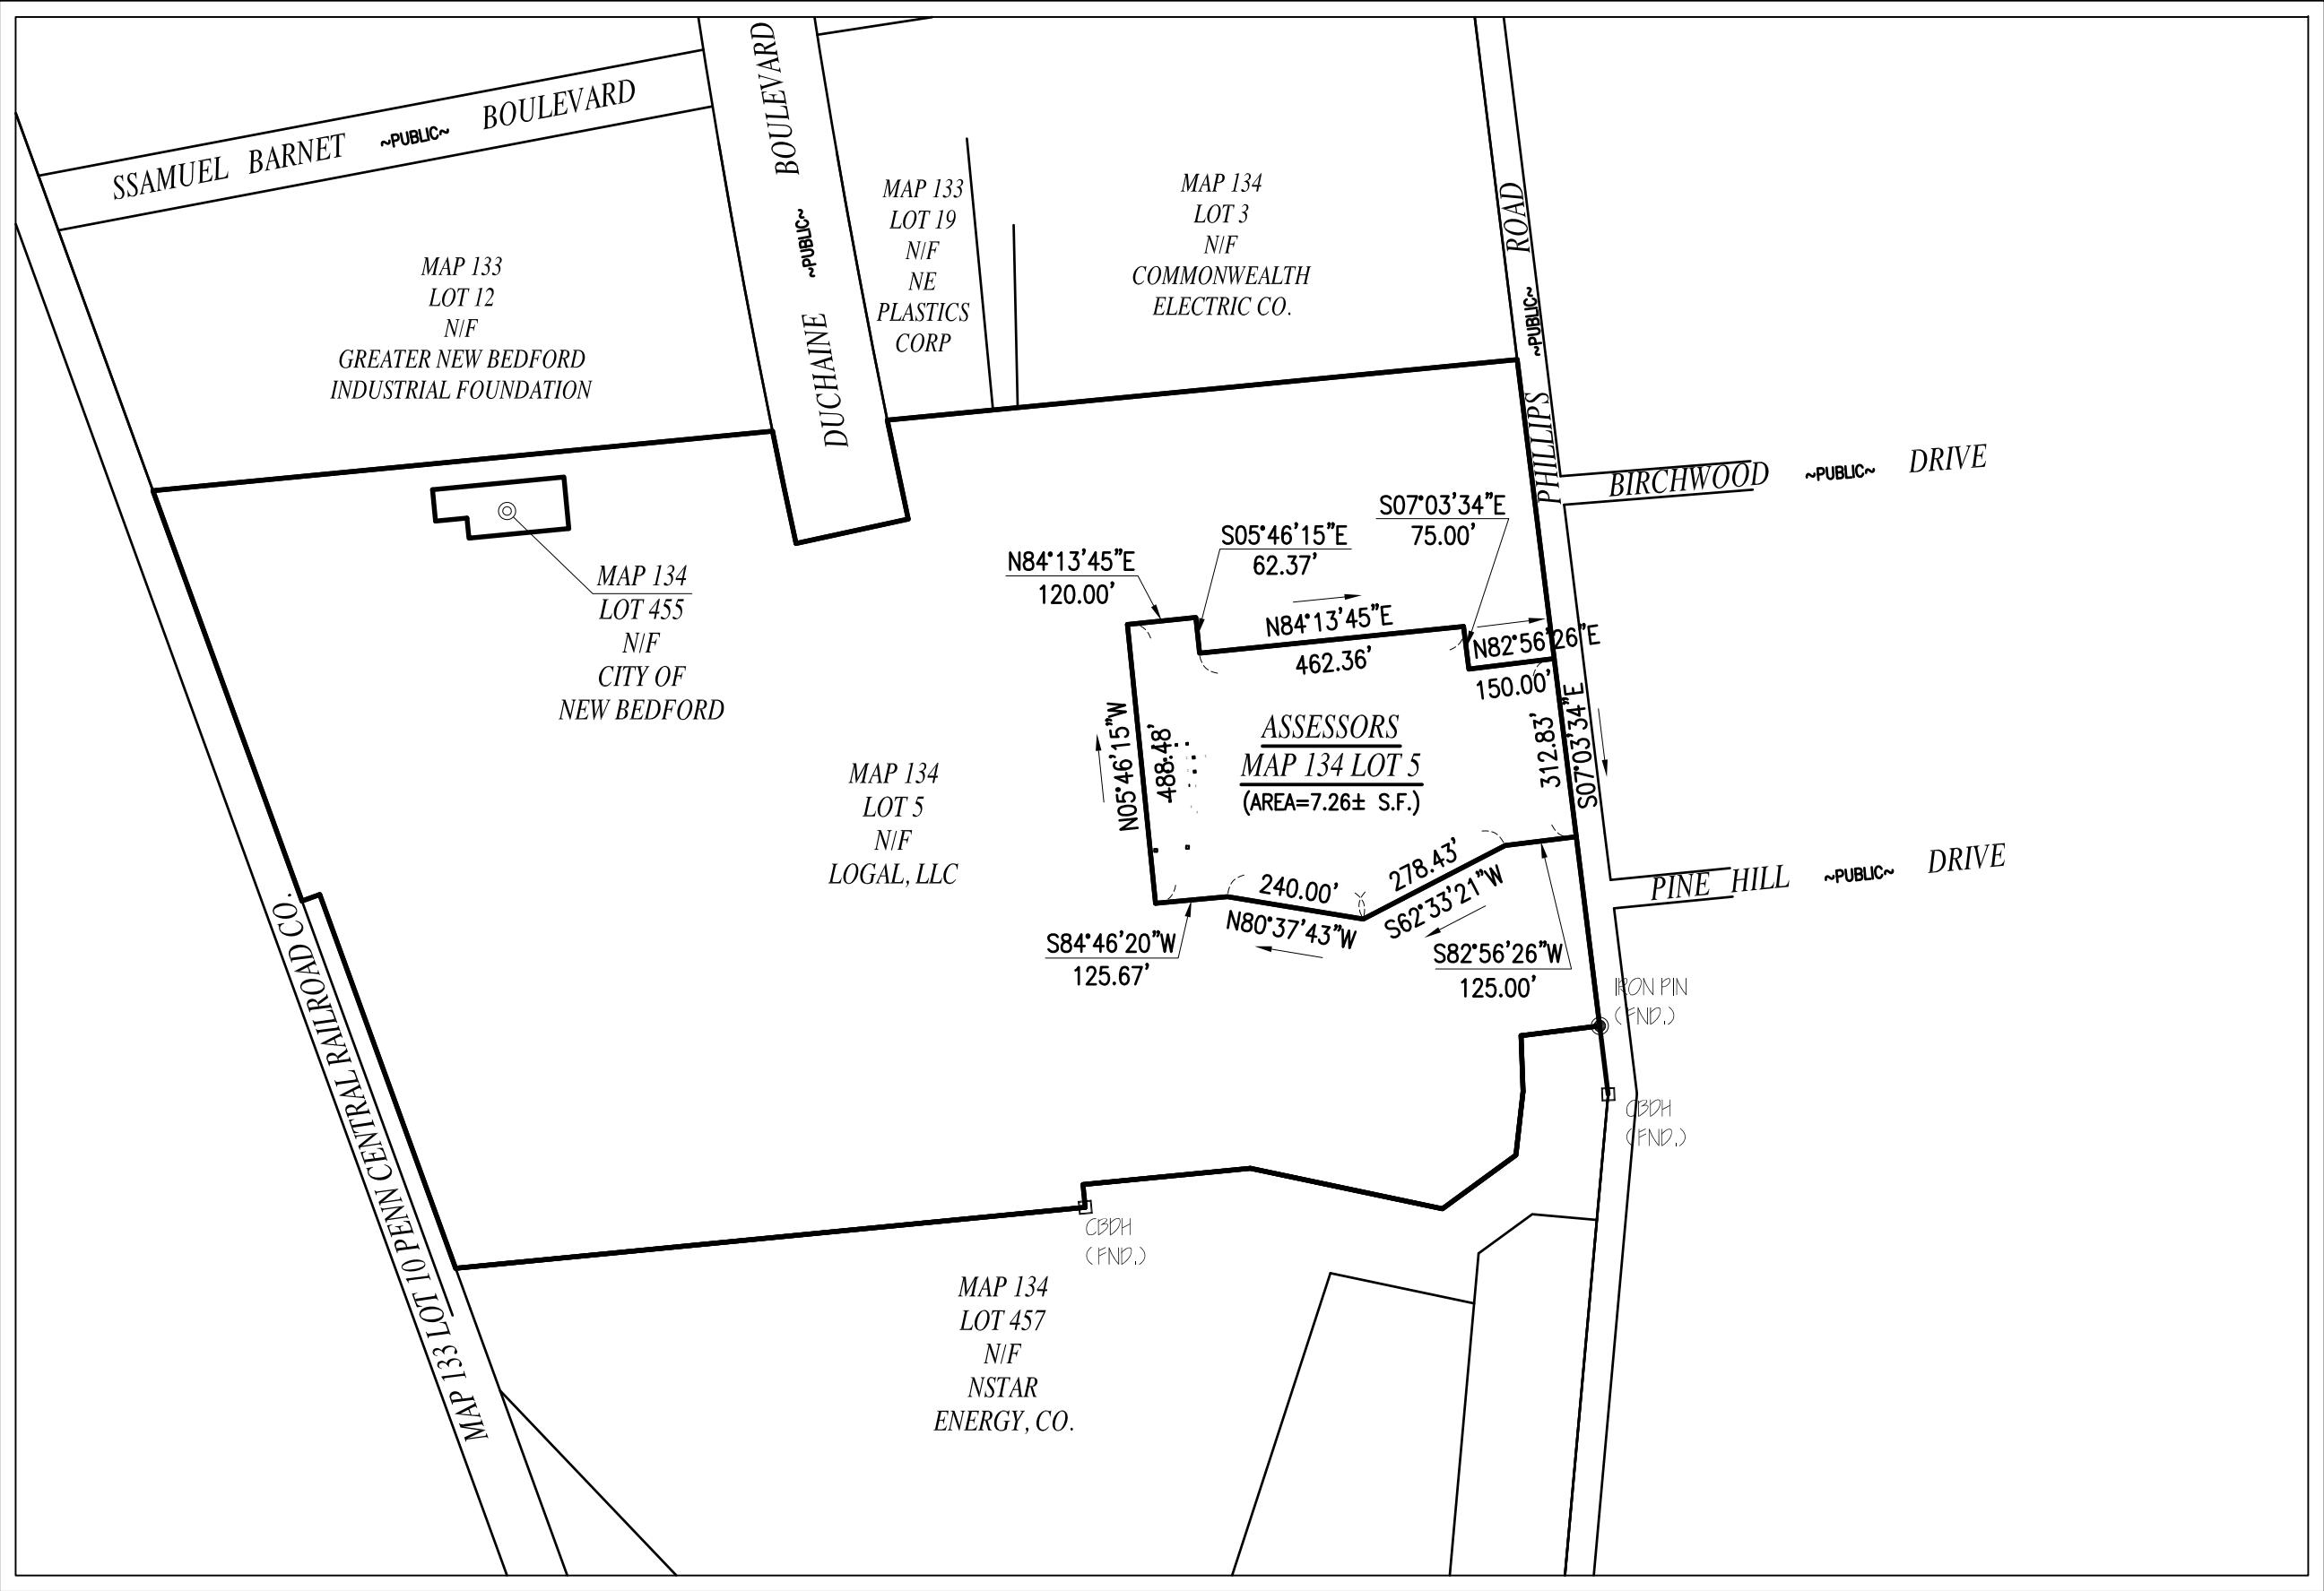 SSAMUEL BARNET ~PUBLIC~ BOULEVARD
DUCHAINE ~PUBLIC~ BOULEVARD
MAP 133
LOT 12
N/F
GREATER NEW BEDFORD
INDUSTRIAL FOUNDATION
MAP 133
LOT 19
N/F
NE
PLASTICS
CORP
MAP 134
LOT 3
N/F
COMMONWEALTH
ELECTRIC CO.
PHILLIPS ~PUBLIC~ ROAD
BIRCHWOOD ~PUBLIC~ DRIVE
MAP 134
LOT 455
N/F
CITY OF
NEW BEDFORD
N84°13'45"E
120.00'
S05°46'15"E
62.37'
S07°03'34"E
75.00'
N84°13'45"E
462.36'
N82°56'26"E
150.00'
N05°46'15"W
488.48'
ASSESSORS
MAP 134 LOT 5
(AREA=7.26± S.F.)
312.83'
S07°03'34"E
MAP 134
LOT 5
N/F
LOGAL, LLC
278.43'
S62°33'21"W
240.00'
N80°37'43"W
S84°46'20"W
125.67'
S82°56'26"W
125.00'
PINE HILL ~PUBLIC~ DRIVE
IRON PIN
(FND.)
CBDH
(FND.)
CBDH
(FND.)
MAP 133 LOT 10 PENN CENTRAL RAILROAD CO.
MAP 134
LOT 457
N/F
NSTAR
ENERGY, CO.